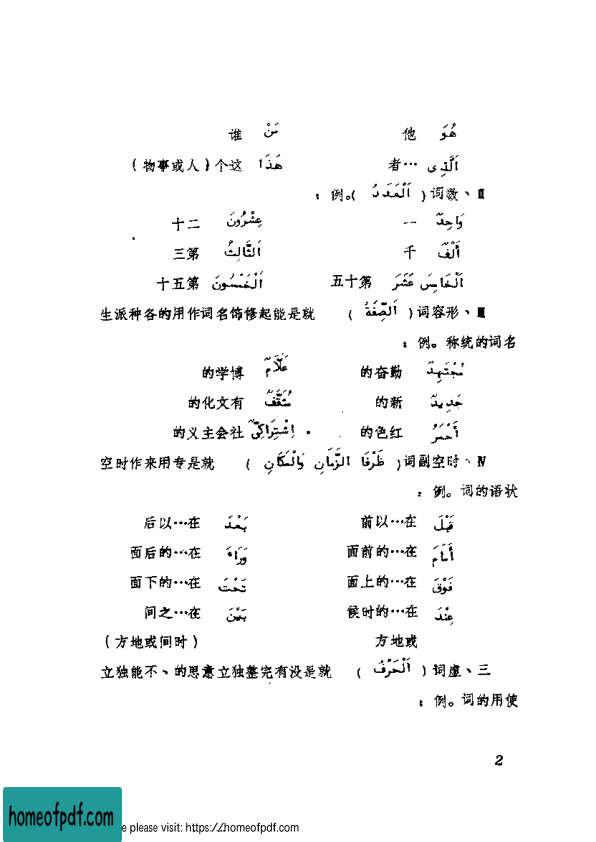 هُوَ 他 مَنْ 谁
اَلَّذِى …者 هَذَا 这个(人或事物)
Ⅱ、数词(اَلْعَدَدُ)。例:
وَاحِدٌ 一 عِشْرُونَ 二十
أَلْفٌ 千 اَلثَّالِثُ 第三
اَلْخَامِسَ عَشَرَ 第十五 اَلْخَمْسُونَ 第五十
Ⅲ、形容词(اَلصِّفَةُ)就是能起修饰名词作用的各种派生
名词的统称。例:
مُجْتَهِدٌ 勤奋的 عَلَّامٌ 博学的
جَدِيدٌ 新的 مُثَقَّفٌ 有文化的
أَحْمَرُ 红色的 اِشْتِرَاكِيٌّ 社会主义的
Ⅳ、时空副词(ظَرْفَا الزَّمَانِ وَالْمَكَانِ)就是专用来作时空
状语的词。例:
قَبْلَ 在…以前 بَعْدَ 在…以后
أَمَامَ 在…的前面 وَرَاءَ 在…的后面
فَوْقَ 在…的上面 تَحْتَ 在…的下面
عِنْدَ 在…的时候 بَيْنَ 在…之间
或地方 (时间或地方)
三、虚词(اَلْحَرْفُ)就是没有完整独立意思的、不能独立
使用的词。例:
2
homeofpdf.com
e please visit: https://homeofpdf.com